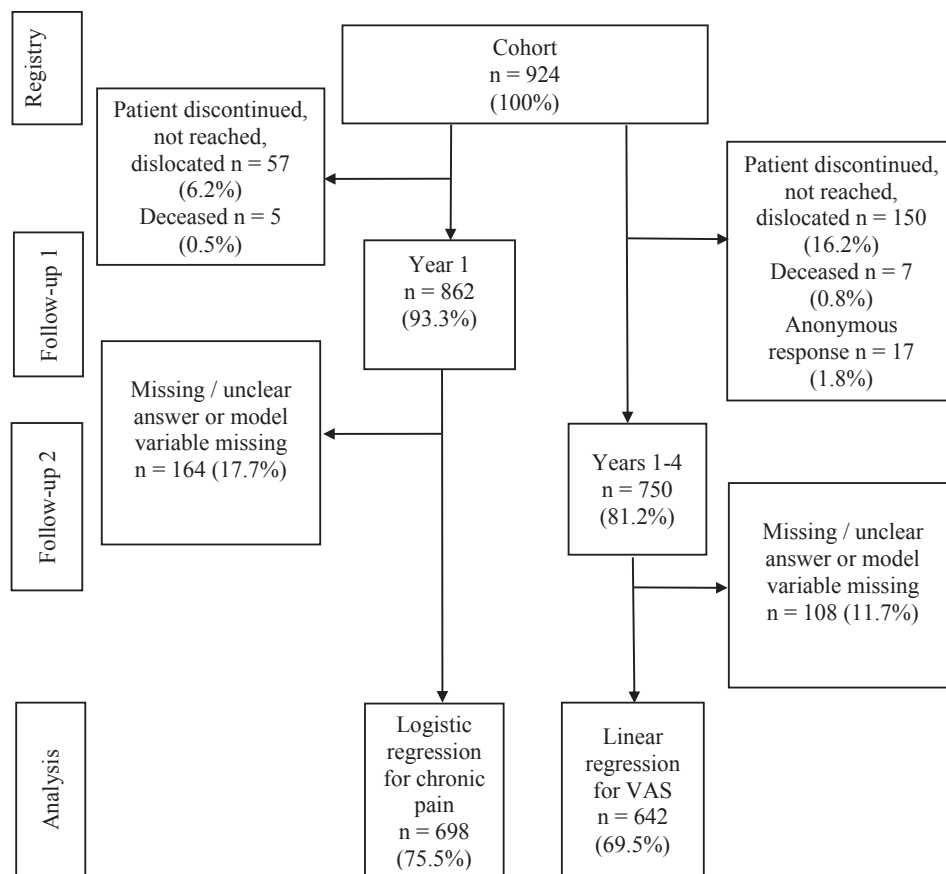 Registry
Cohort
n = 924
(100%)
Patient discontinued,
not reached,
dislocated n = 57
(6.2%)
Deceased n = 5
(0.5%)
Patient discontinued,
not reached,
dislocated n = 150
(16.2%)
Deceased n = 7
(0.8%)
Anonymous
response n = 17
(1.8%)
Follow-up 1
Year 1
n = 862
(93.3%)
Missing / unclear
answer or model
variable missing
n = 164 (17.7%)
Follow-up 2
Years 1-4
n = 750
(81.2%)
Missing / unclear
answer or model
variable missing
n = 108 (11.7%)
Analysis
Logistic
regression
for chronic
pain
n = 698
(75.5%)
Linear
regression
for VAS
n = 642
(69.5%)